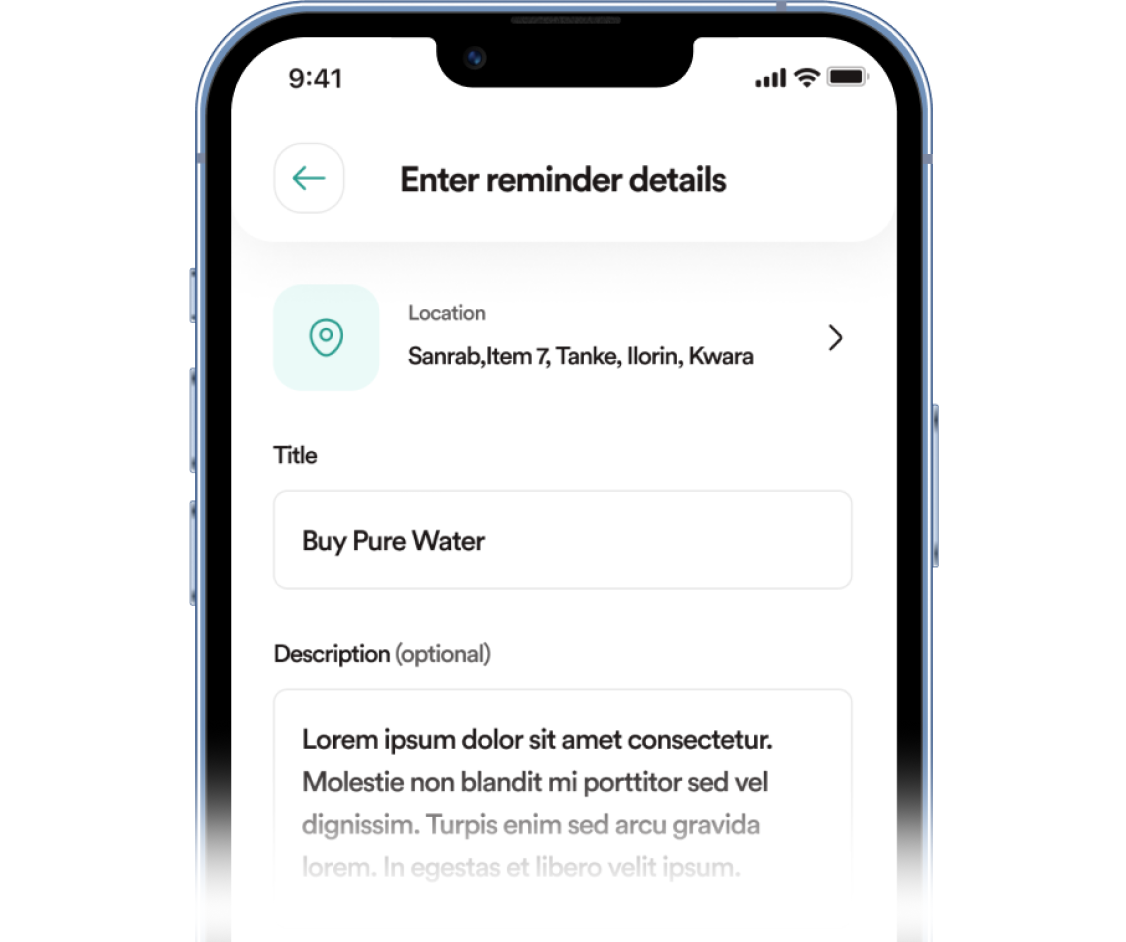 9:41
Enter reminder details
Location
Sanrab,Item 7, Tanke, Ilorin, Kwara
Title
Buy Pure Water
Description (optional)
Lorem ipsum dolor sit amet consectetur.
Molestie non blandit mi porttitor sed vel
dignissim. Turpis enim sed arcu gravida
lorem. In egestas et libero velit ipsum.